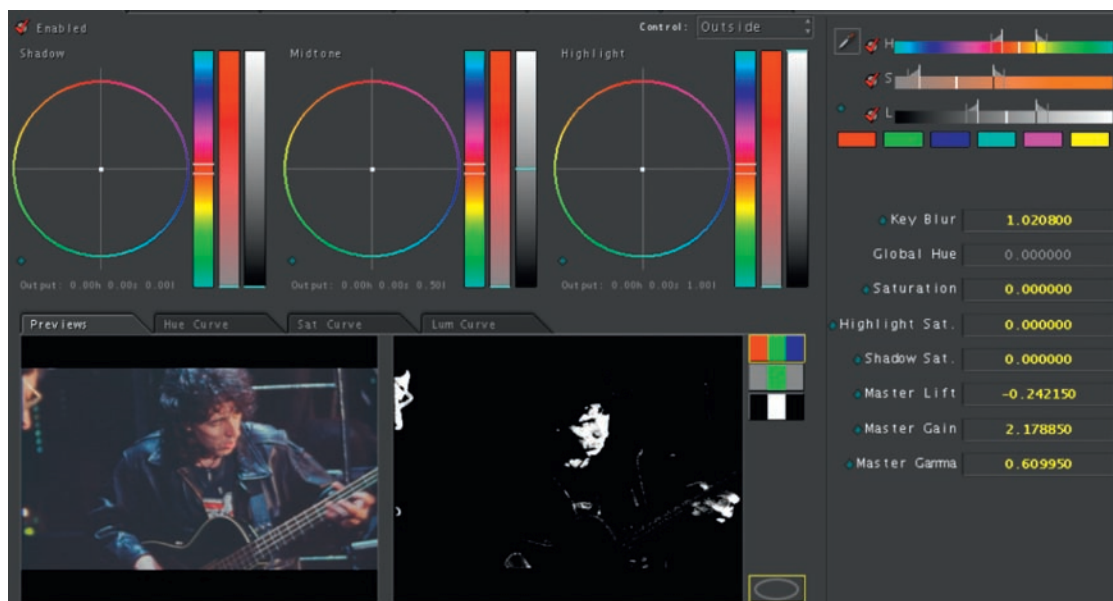 Enabled
Control: Outside
Shadow
Midtone
Highlight
H
S
L
Output: 0.00h 0.00s 0.00l
Output: 0.00h 0.00s 0.50l
Output: 0.00h 0.00s 1.00l
Key Blur 1.020800
Global Hue 0.000000
Saturation 0.000000
Highlight Sat. 0.000000
Shadow Sat. 0.000000
Master Lift -0.242150
Master Gain 2.178850
Master Gamma 0.609950
Previews
Hue Curve
Sat Curve
Lum Curve